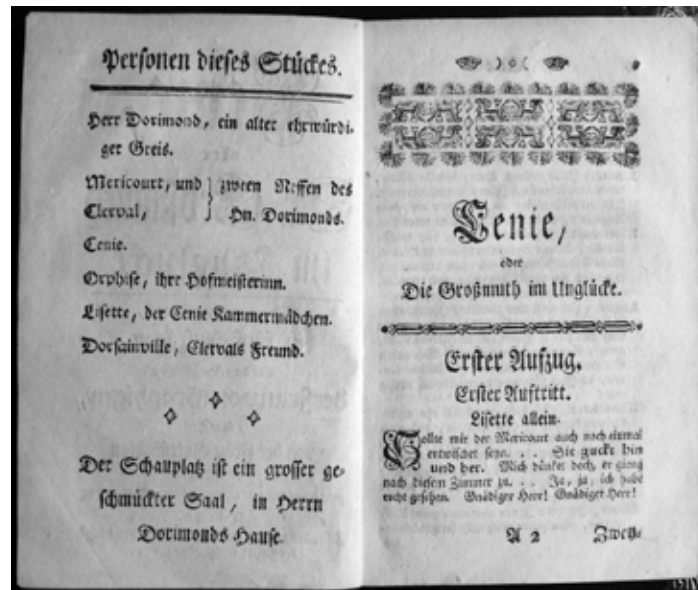 Personen dieses Stückes.
Herr Dorimond, ein alter ehrwürdi-
ger Greis.
Mericourt, und } zween Neffen des
Clerval, } Hn. Dorimonds.
Cenie.
Orphise, ihre Hofmeisterinn.
Lisette, der Cenie Kammermädchen.
Dorsainville, Clervals Freund.
Der Schauplatz ist ein grosser ge-
schmückter Saal, in Herrn
Dorimonds Hause.
) o (
Cenie,
oder
Die Großmuth im Unglücke.
Erster Aufzug.
Erster Auftritt.
Lisette allein.
Sollte mir der Mericourt auch noch einmal
entwischet seyn. . . Sie guckt hin
und her. Mich dünket doch, er gieng
nach diesem Zimmer zu. . . Ja, ja, ich habe
recht gesehen. Gnädiger Herr! Gnädiger Herr!
A 2 Zwey-